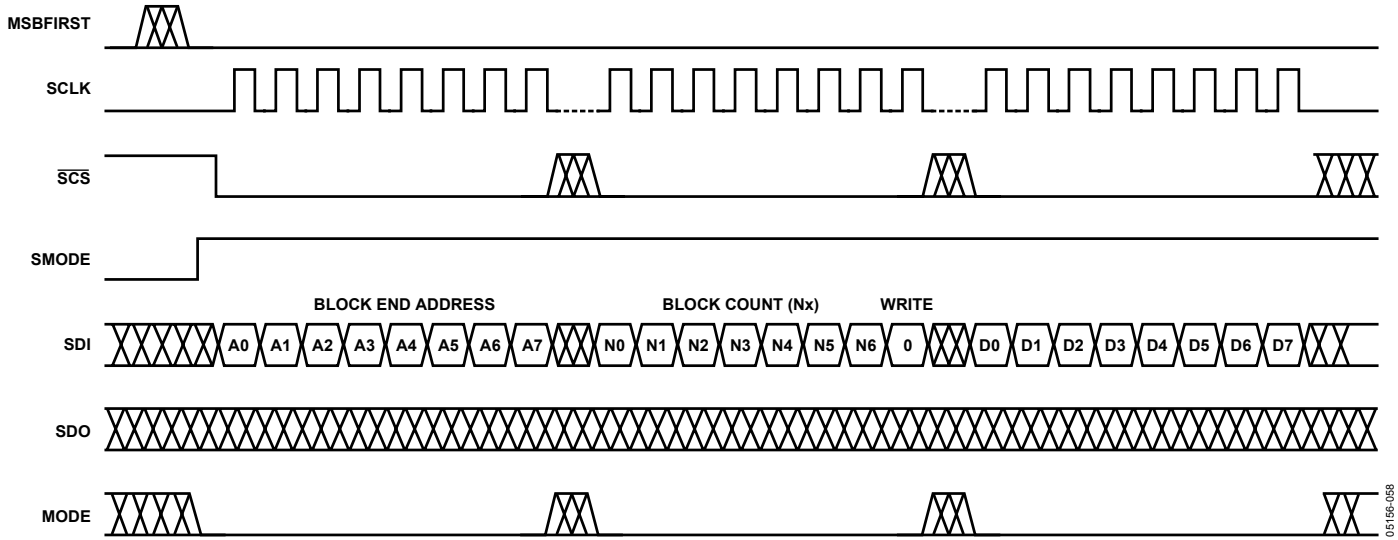 MSBFIRST
SCLK
SCS
SMODE
BLOCK END ADDRESS BLOCK COUNT (Nx) WRITE
SDI A0 A1 A2 A3 A4 A5 A6 A7 N0 N1 N2 N3 N4 N5 N6 0 D0 D1 D2 D3 D4 D5 D6 D7
SDO
MODE
05156-058